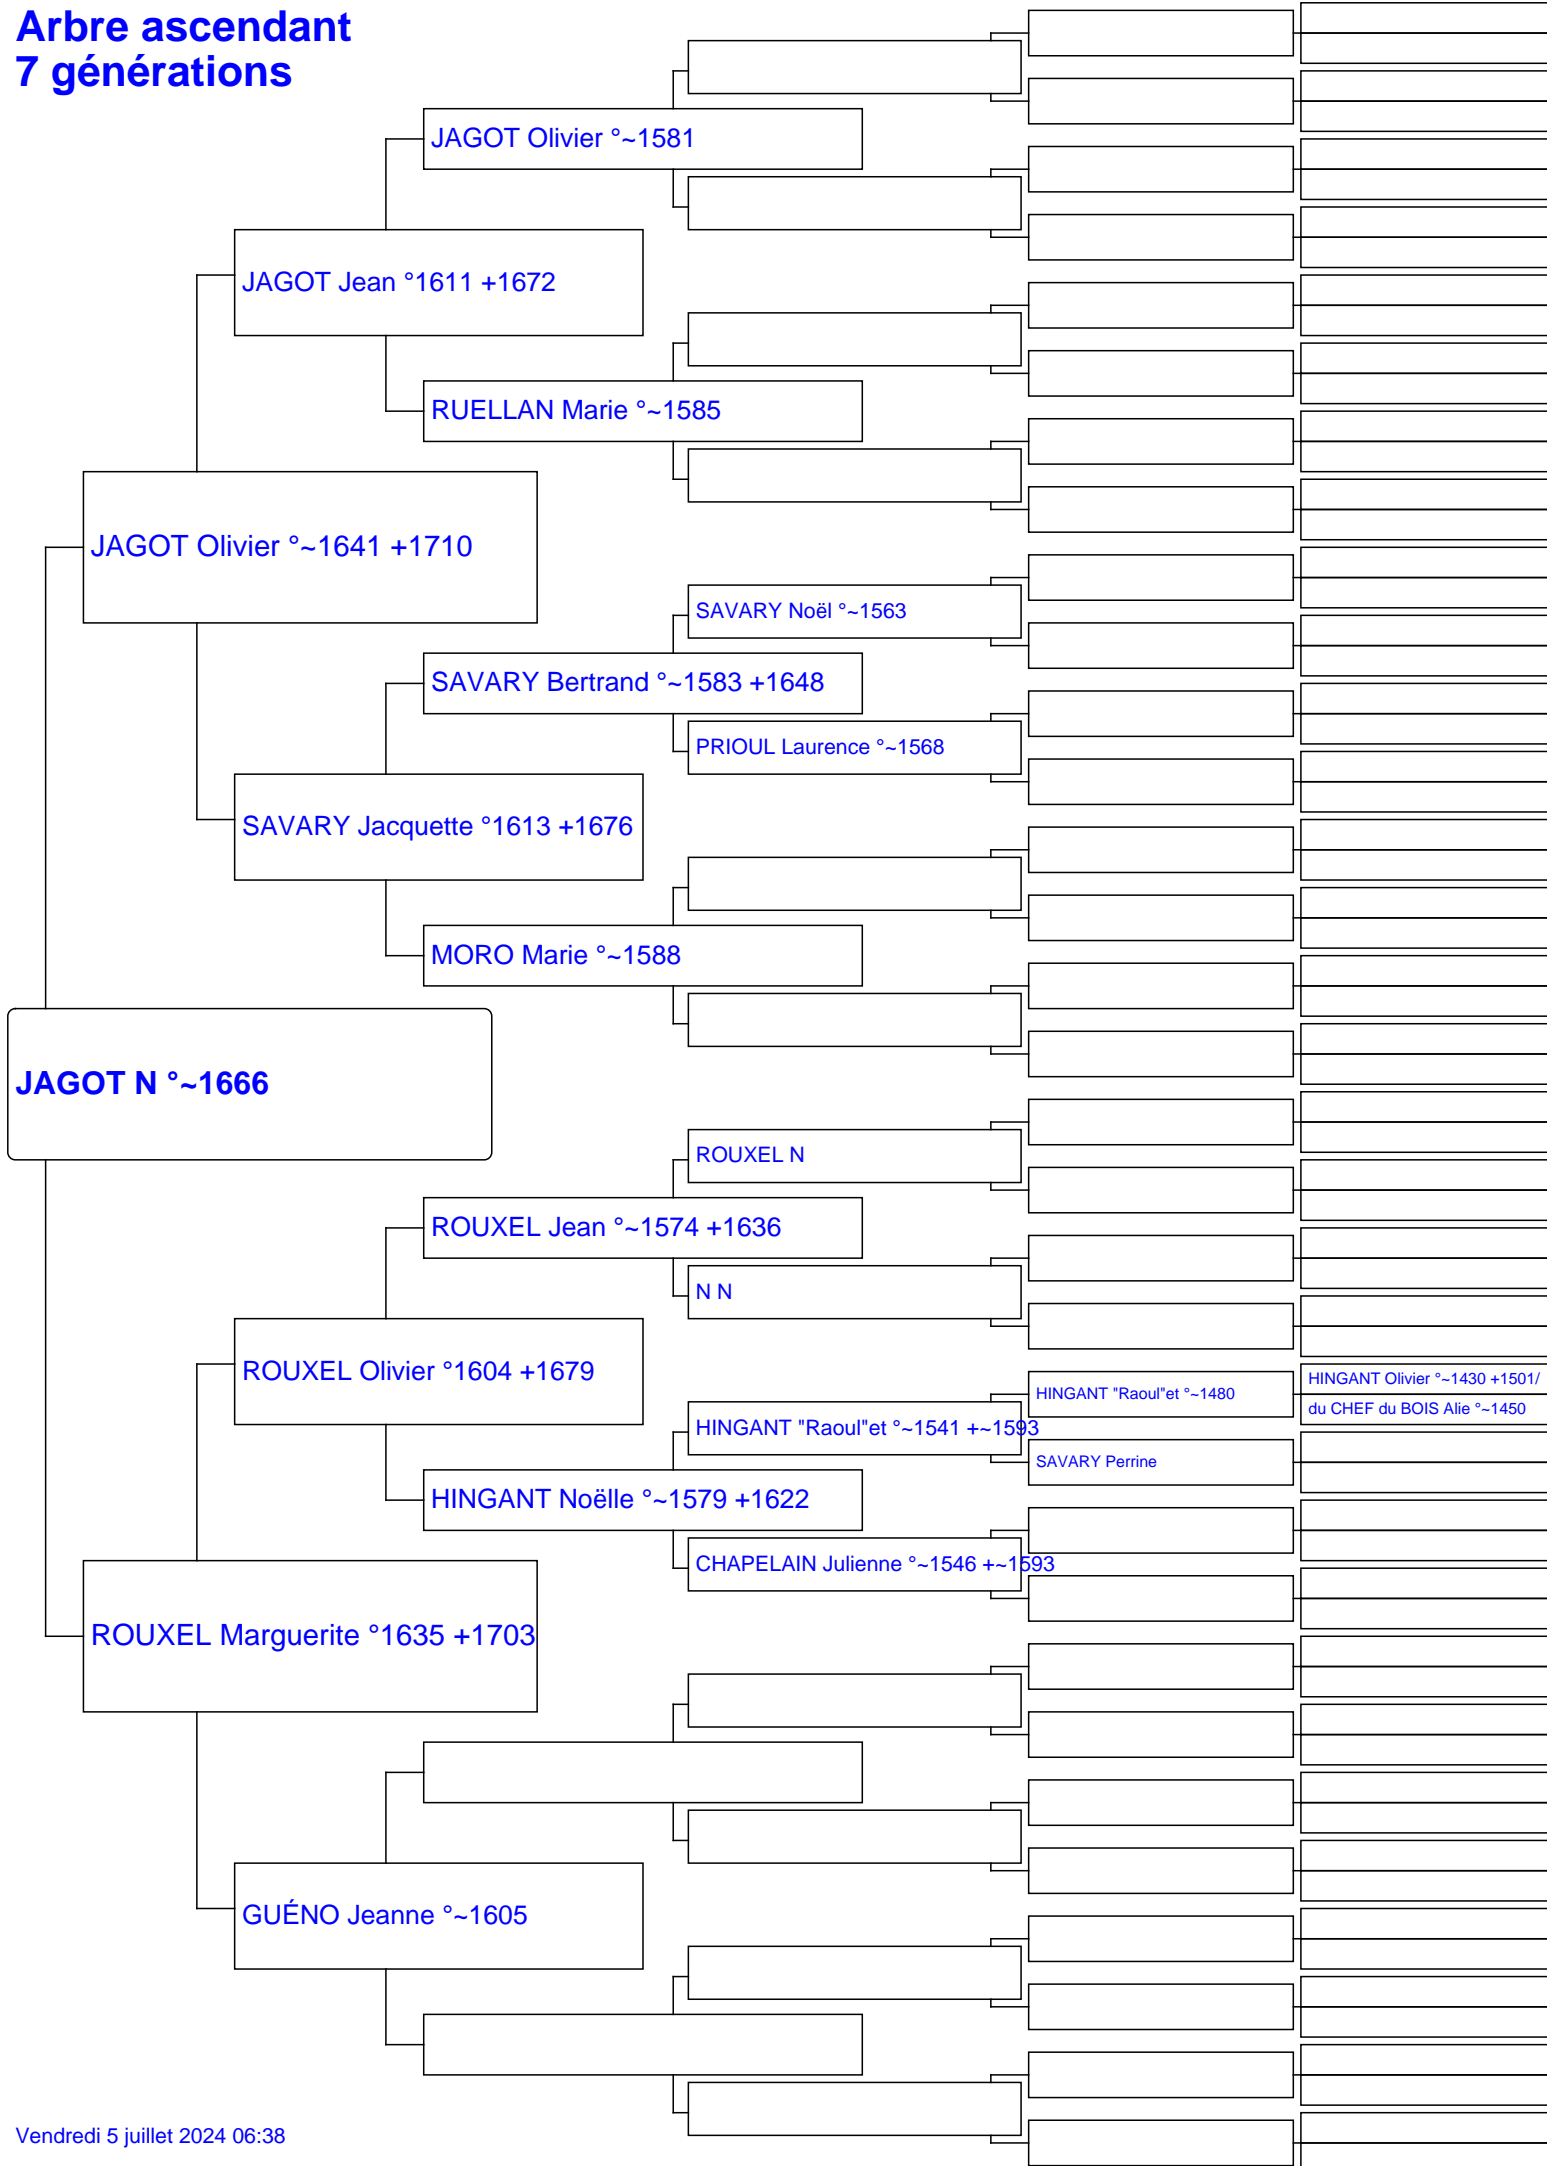 Arbre ascendant
7 générations
JAGOT Olivier °~1581
JAGOT Jean °1611 +1672
RUELLAN Marie °~1585
JAGOT Olivier °~1641 +1710
SAVARY Noël °~1563
SAVARY Bertrand °~1583 +1648
PRIOUL Laurence °~1568
SAVARY Jacquette °1613 +1676
MORO Marie °~1588
JAGOT N °~1666
ROUXEL N
ROUXEL Jean °~1574 +1636
N N
ROUXEL Olivier °1604 +1679
HINGANT Olivier °~1430 +1501/
HINGANT "Raoul"et °~1480
du CHEF du BOIS Alie °~1450
HINGANT "Raoul"et °~1541 +~1593
SAVARY Perrine
HINGANT Noëlle °~1579 +1622
CHAPELAIN Julienne °~1546 +~1593
ROUXEL Marguerite °1635 +1703
GUÉNO Jeanne °~1605
Vendredi 5 juillet 2024 06:38